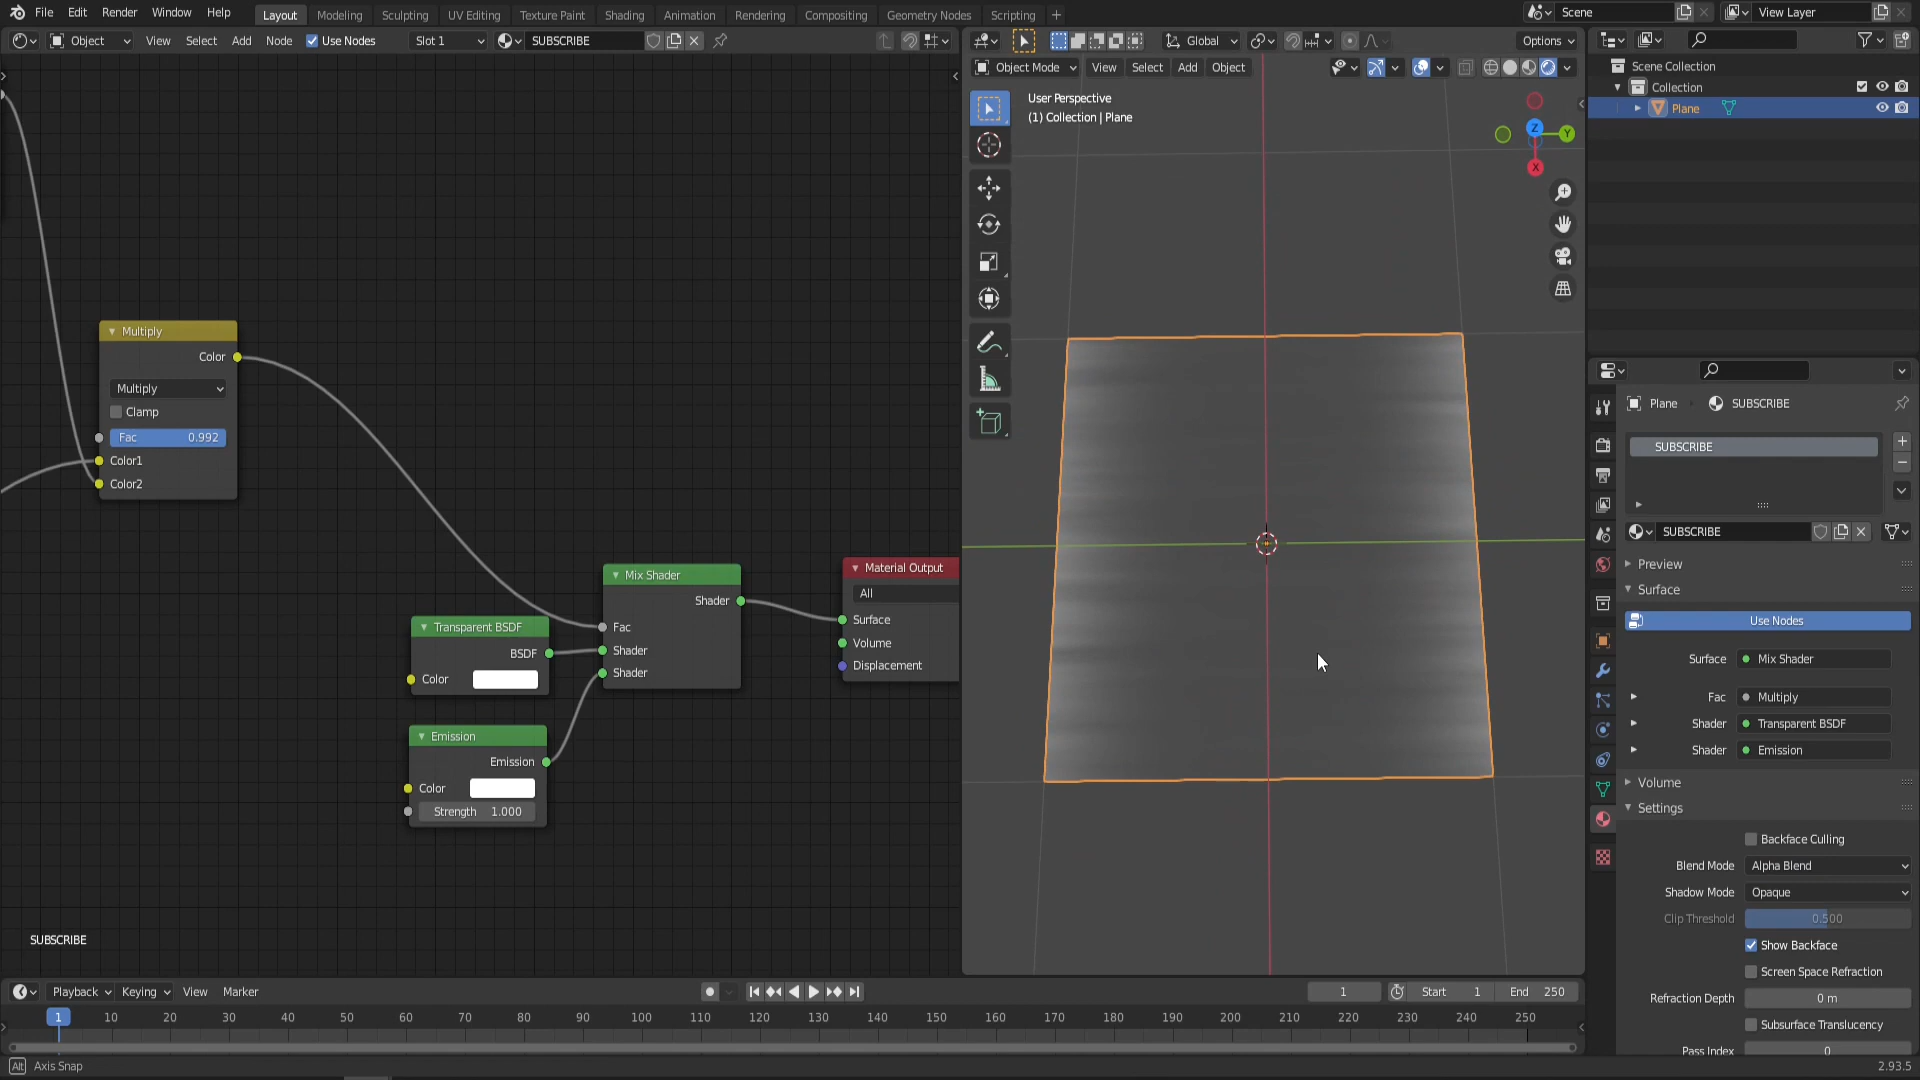 File Edit Render Window Help Layout Modeling Sculpting UV Editing Texture Paint Shading Animation Rendering Compositing Geometry Nodes Scripting Scene View Layer
Object View Select Add Node Use Nodes Slot 1 SUBSCRIBE Global Options
Object Mode View Select Add Object
User Perspective
(1) Collection | Plane
Z
Y
X
Scene Collection
Collection
Plane
Multiply
Color
Multiply
Clamp
Fac 0.992
Color1
Color2
Mix Shader
Shader
Fac
Shader
Shader
Material Output
All
Surface
Volume
Displacement
Transparent BSDF
BSDF
Color
Emission
Emission
Color
Strength 1.000
SUBSCRIBE
Plane SUBSCRIBE
SUBSCRIBE
SUBSCRIBE
Preview
Surface
Use Nodes
Surface Mix Shader
Fac Multiply
Shader Transparent BSDF
Shader Emission
Volume
Settings
Backface Culling
Blend Mode Alpha Blend
Shadow Mode Opaque
Clip Threshold 0.500
Show Backface
Screen Space Refraction
Refraction Depth 0 m
Subsurface Translucency
Pass Index 0
Playback Keying View Marker 1 Start 1 End 250
1 10 20 30 40 50 60 70 80 90 100 110 120 130 140 150 160 170 180 190 200 210 220 230 240 250
Alt Axis Snap 2.93.5